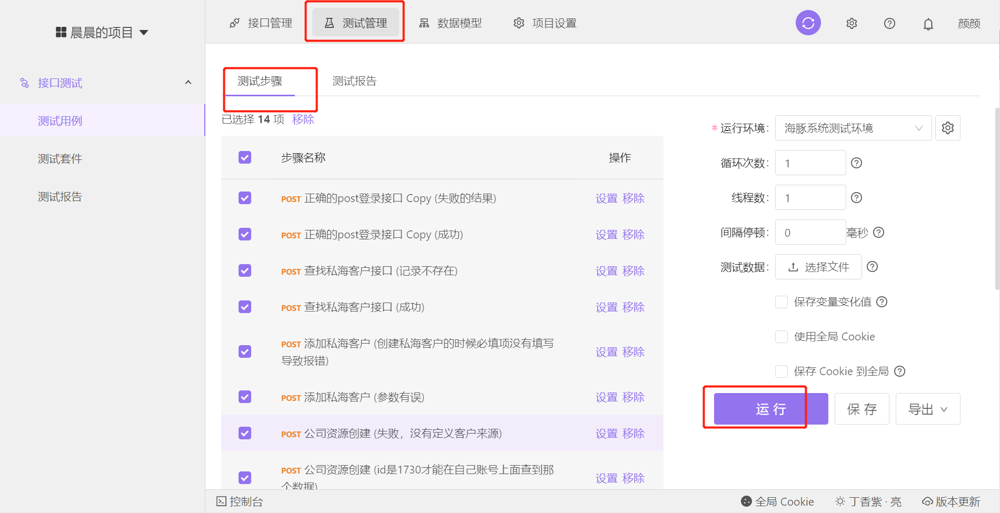 晨晨的项目
接口管理
测试管理
数据模型
项目设置
颜颜
接口测试
测试用例
测试套件
测试报告
测试步骤
测试报告
已选择 14 项 移除
步骤名称 操作
POST 正确的post登录接口 Copy (失败的结果) 设置 移除
POST 正确的post登录接口 Copy (成功) 设置 移除
POST 查找私海客户接口 (记录不存在) 设置 移除
POST 查找私海客户接口 (成功) 设置 移除
POST 添加私海客户 (创建私海客户的时候必填项没有填写
导致报错) 设置 移除
POST 添加私海客户 (参数有误) 设置 移除
POST 公司资源创建 (失败，没有定义客户来源) 设置 移除
POST 公司资源创建 (id是1730才能在自己账号上面查到那
个数据) 设置 移除
* 运行环境: 海豚系统测试环境
循环次数: 1
线程数: 1
间隔停顿: 0 毫秒
测试数据: 选择文件
保存变量变化值
使用全局 Cookie
保存 Cookie 到全局
运 行
保 存
导出
控制台
全局 Cookie
丁香紫 · 亮
版本更新